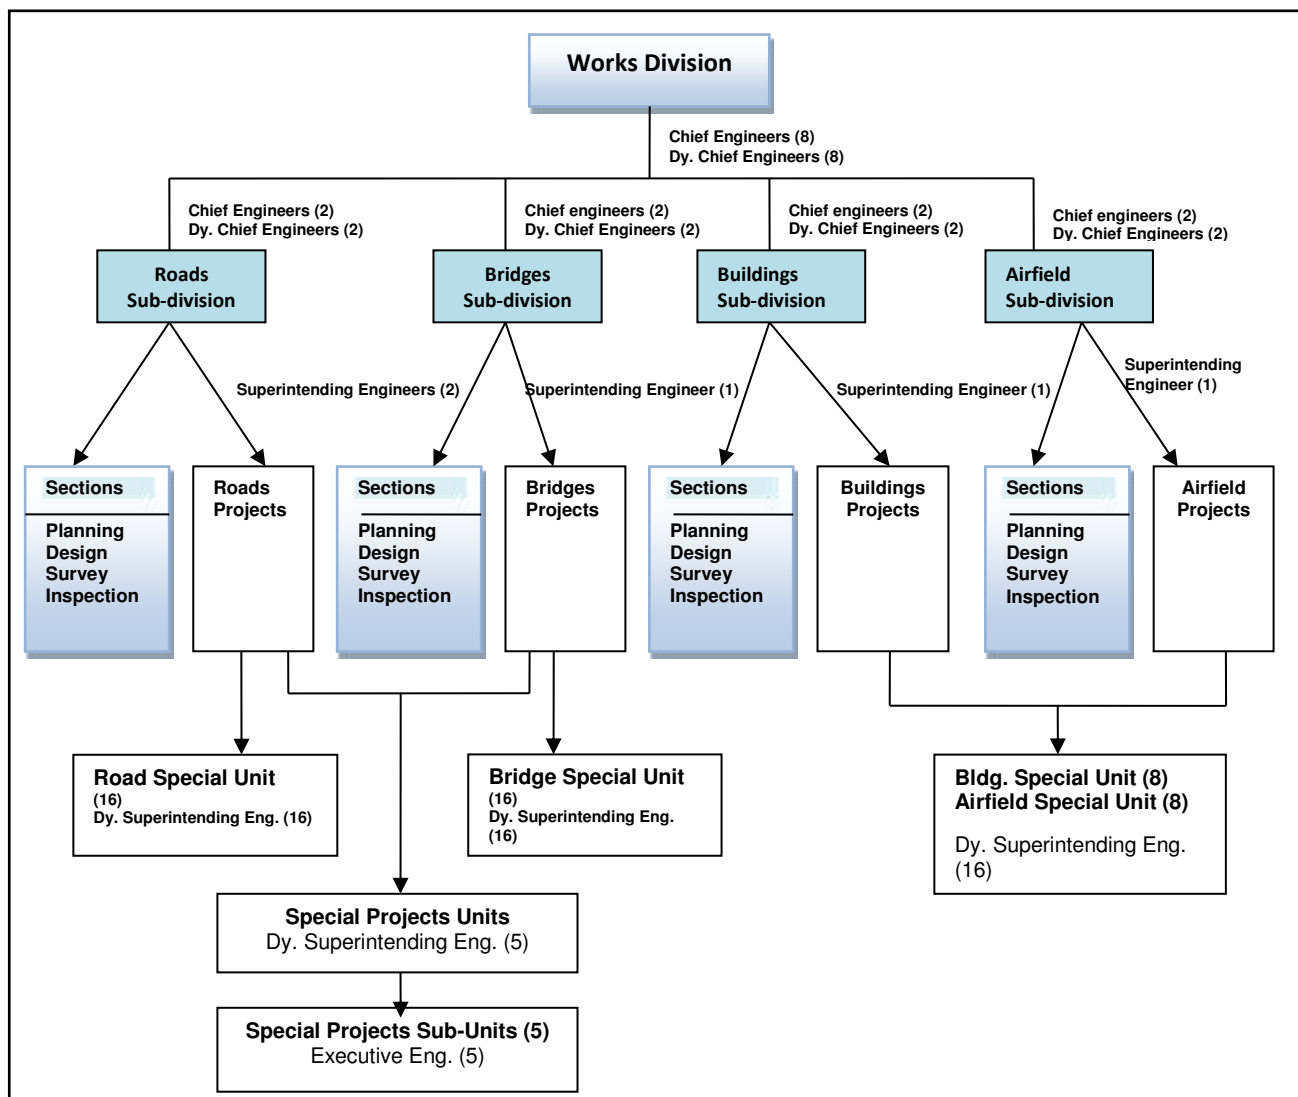 Works Division
Chief Engineers (8)
Dy. Chief Engineers (8)
Chief Engineers (2)
Dy. Chief Engineers (2)
Chief engineers (2)
Dy. Chief Engineers (2)
Chief engineers (2)
Dy. Chief Engineers (2)
Chief engineers (2)
Dy. Chief Engineers (2)
Roads
Sub-division
Bridges
Sub-division
Buildings
Sub-division
Airfield
Sub-division
Superintending Engineers (2)
Superintending Engineer (1)
Superintending Engineer (1)
Superintending
Engineer (1)
Sections
Planning
Design
Survey
Inspection
Roads
Projects
Sections
Planning
Design
Survey
Inspection
Bridges
Projects
Sections
Planning
Design
Survey
Inspection
Buildings
Projects
Sections
Planning
Design
Survey
Inspection
Airfield
Projects
Road Special Unit
(16)
Dy. Superintending Eng. (16)
Bridge Special Unit
(16)
Dy. Superintending Eng.
(16)
Bldg. Special Unit (8)
Airfield Special Unit (8)
Dy. Superintending Eng.
(16)
Special Projects Units
Dy. Superintending Eng. (5)
Special Projects Sub-Units (5)
Executive Eng. (5)